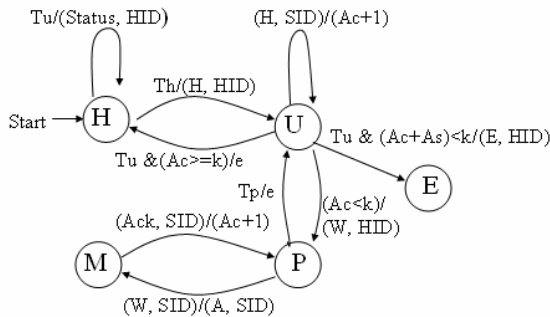 Tu/(Status, HID)
(H, SID)/(Ac+1)
Th/(H, HID)
Start
H
U
Tu & (Ac+As)<k/(E, HID)
Tu &(Ac>=k)/e
E
Tp/e
(Ac<k)/
(W, HID)
(Ack, SID)/(Ac+1)
M
P
(W, SID)/(A, SID)